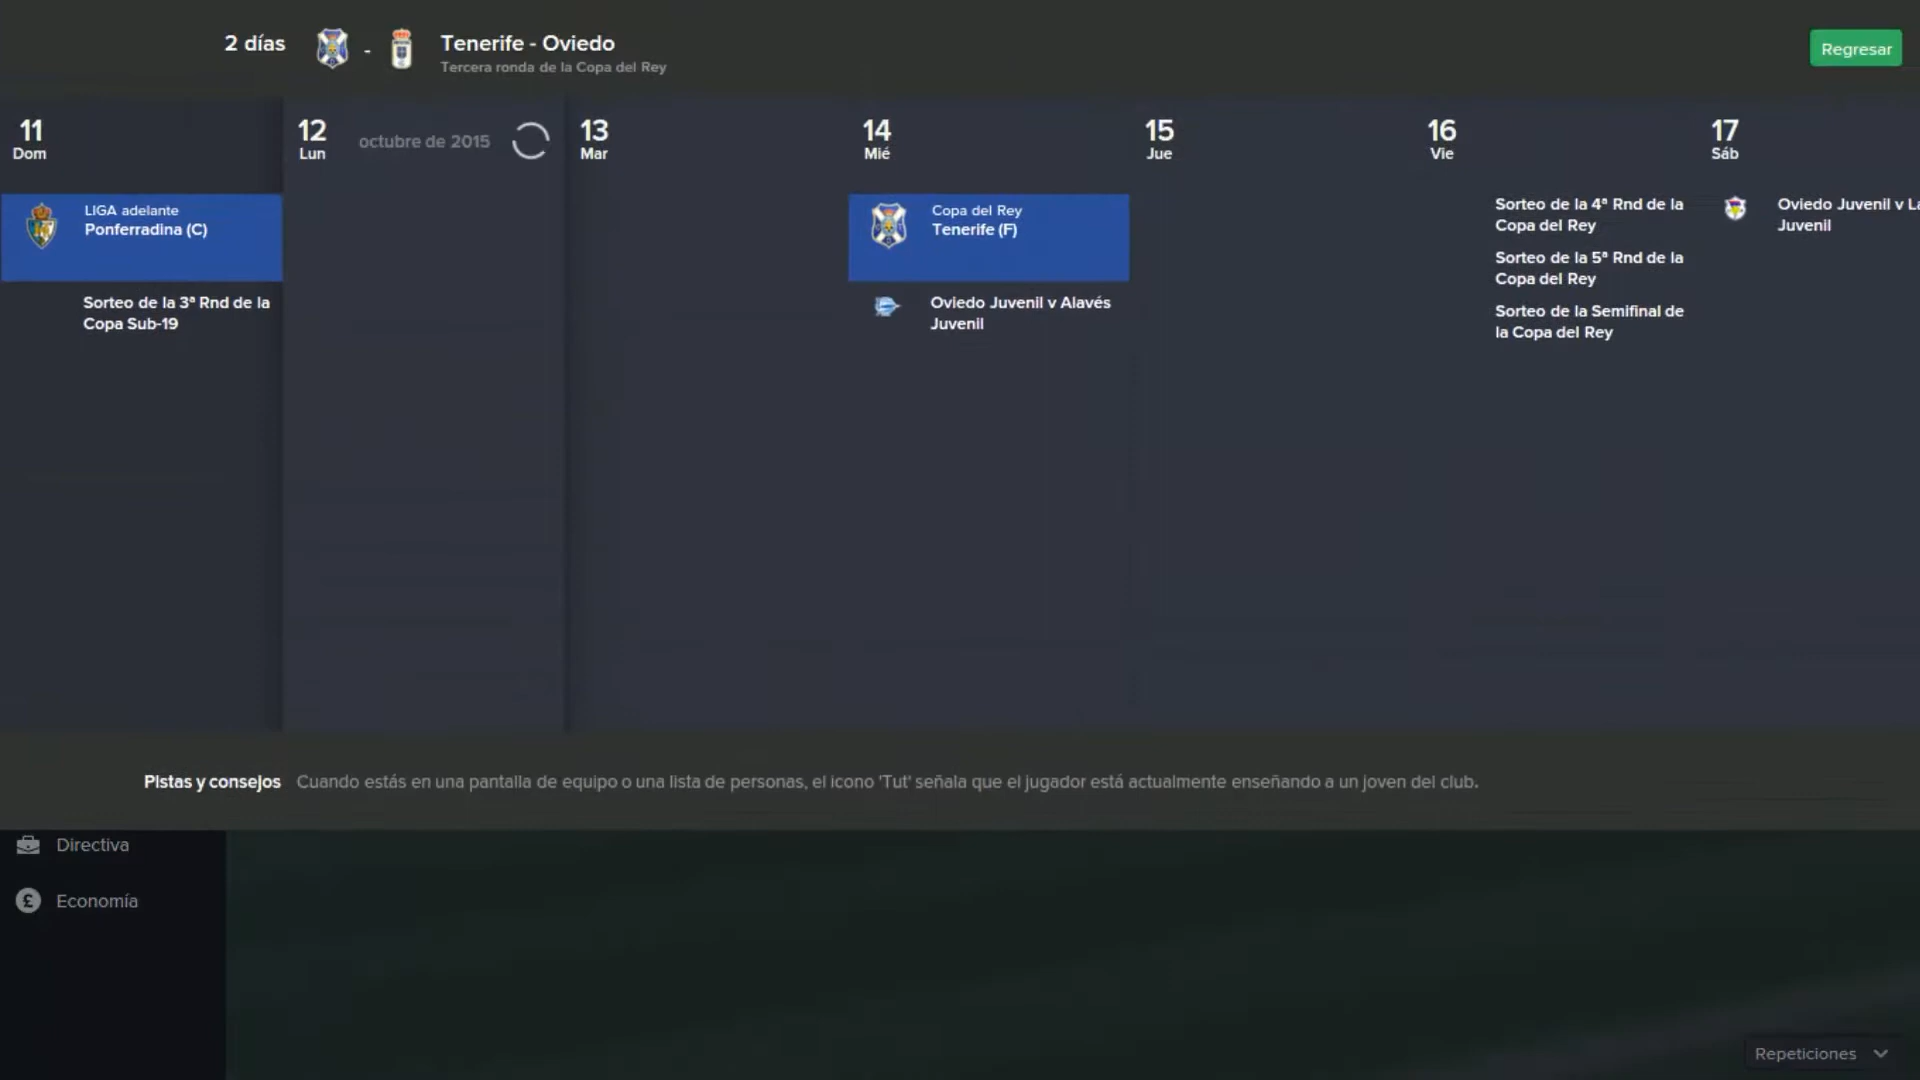 2 días
-
Tenerife - Oviedo
Tercera ronda de la Copa del Rey
Regresar
11
Dom
12
Lun
octubre de 2015
13
Mar
14
Mié
15
Jue
16
Vie
17
Sáb
LIGA adelante
Ponferradina (C)
Sorteo de la 3ª Rnd de la
Copa Sub-19
Copa del Rey
Tenerife (F)
Oviedo Juvenil v Alavés
Juvenil
Sorteo de la 4ª Rnd de la
Copa del Rey
Sorteo de la 5ª Rnd de la
Copa del Rey
Sorteo de la Semifinal de
la Copa del Rey
Oviedo Juvenil v La
Juvenil
Pistas y consejos Cuando estás en una pantalla de equipo o una lista de personas, el icono 'Tut' señala que el jugador está actualmente enseñando a un joven del club.
Directiva
£ Economía
Repeticiones